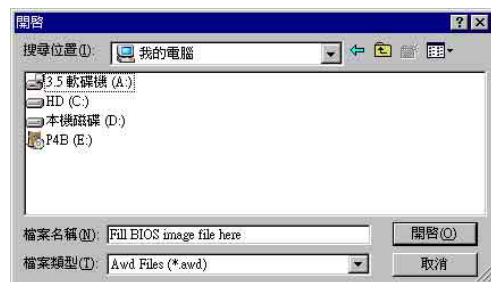 開啓
搜尋位置(I): 我的電腦
3.5 軟碟機 (A:)
HD (C:)
本機磁碟 (D:)
P4B (E:)
檔案名稱(N): Fill BIOS image file here 開啓(O)
檔案類型(T): Awd Files (*.awd) 取消